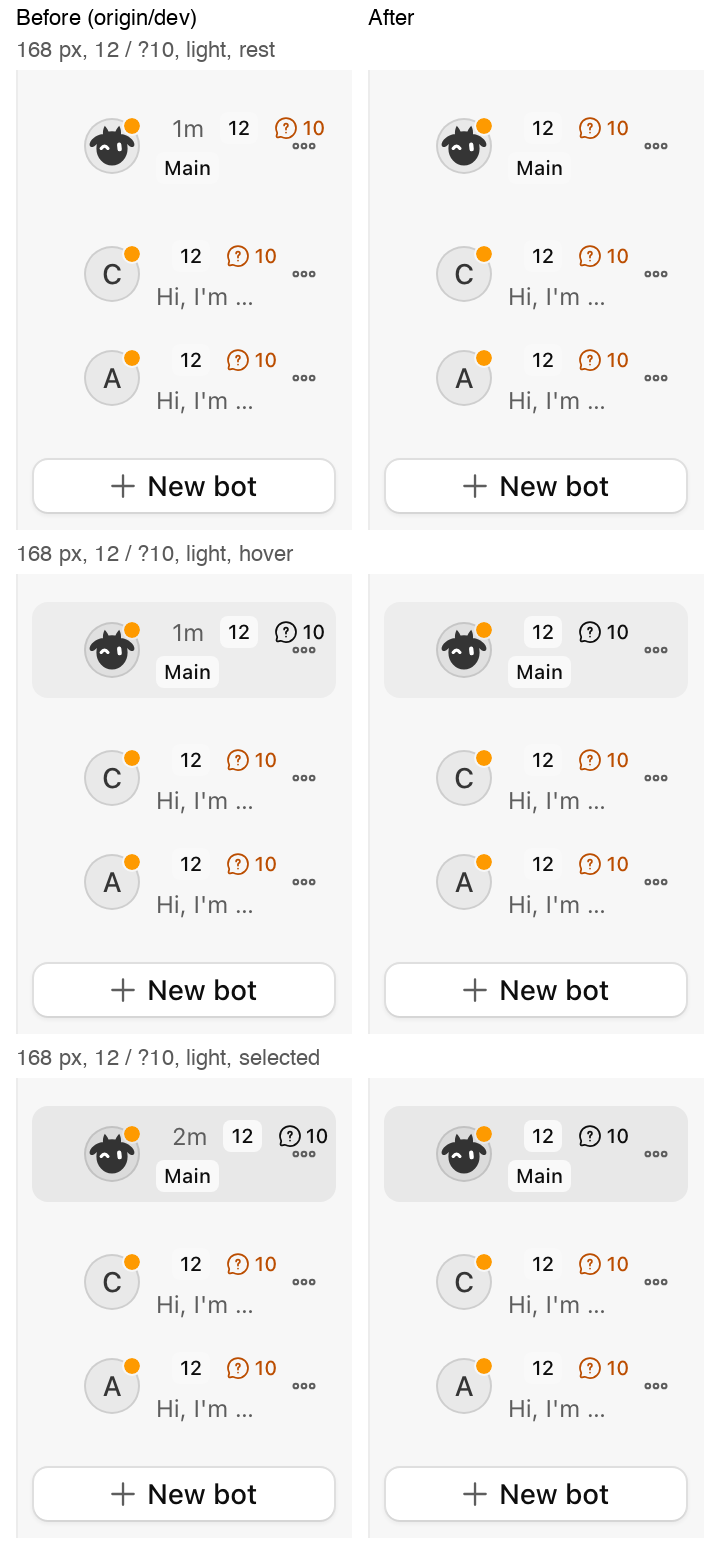 Before (origin/dev) After
168 px, 12 / ?10, light, rest
1m 12 ? 10 12 ? 10
Main Main
C 12 ? 10 C 12 ? 10
Hi, I'm ... Hi, I'm ...
A 12 ? 10 A 12 ? 10
Hi, I'm ... Hi, I'm ...
+ New bot + New bot
168 px, 12 / ?10, light, hover
1m 12 ? 10 12 ? 10
Main Main
C 12 ? 10 C 12 ? 10
Hi, I'm ... Hi, I'm ...
A 12 ? 10 A 12 ? 10
Hi, I'm ... Hi, I'm ...
+ New bot + New bot
168 px, 12 / ?10, light, selected
2m 12 ? 10 12 ? 10
Main Main
C 12 ? 10 C 12 ? 10
Hi, I'm ... Hi, I'm ...
A 12 ? 10 A 12 ? 10
Hi, I'm ... Hi, I'm ...
+ New bot + New bot